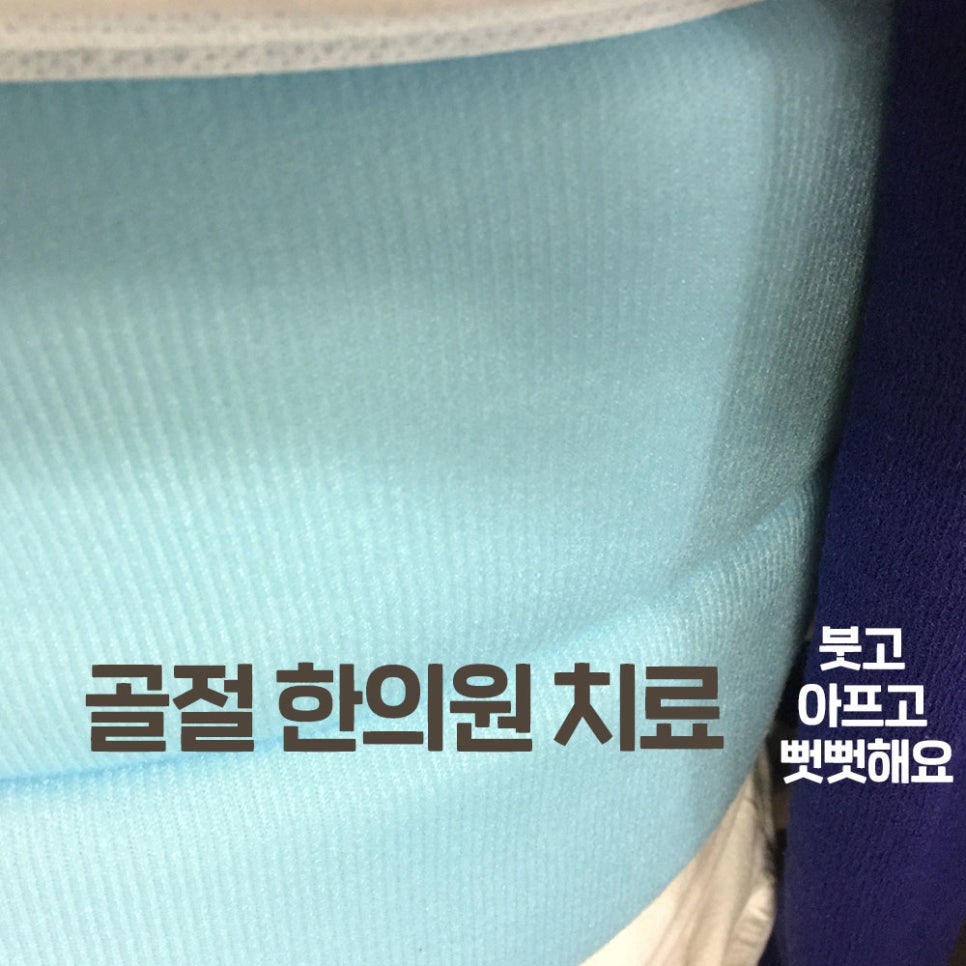 골절 한의원 치료
붓고
아프고
뻣뻣해요